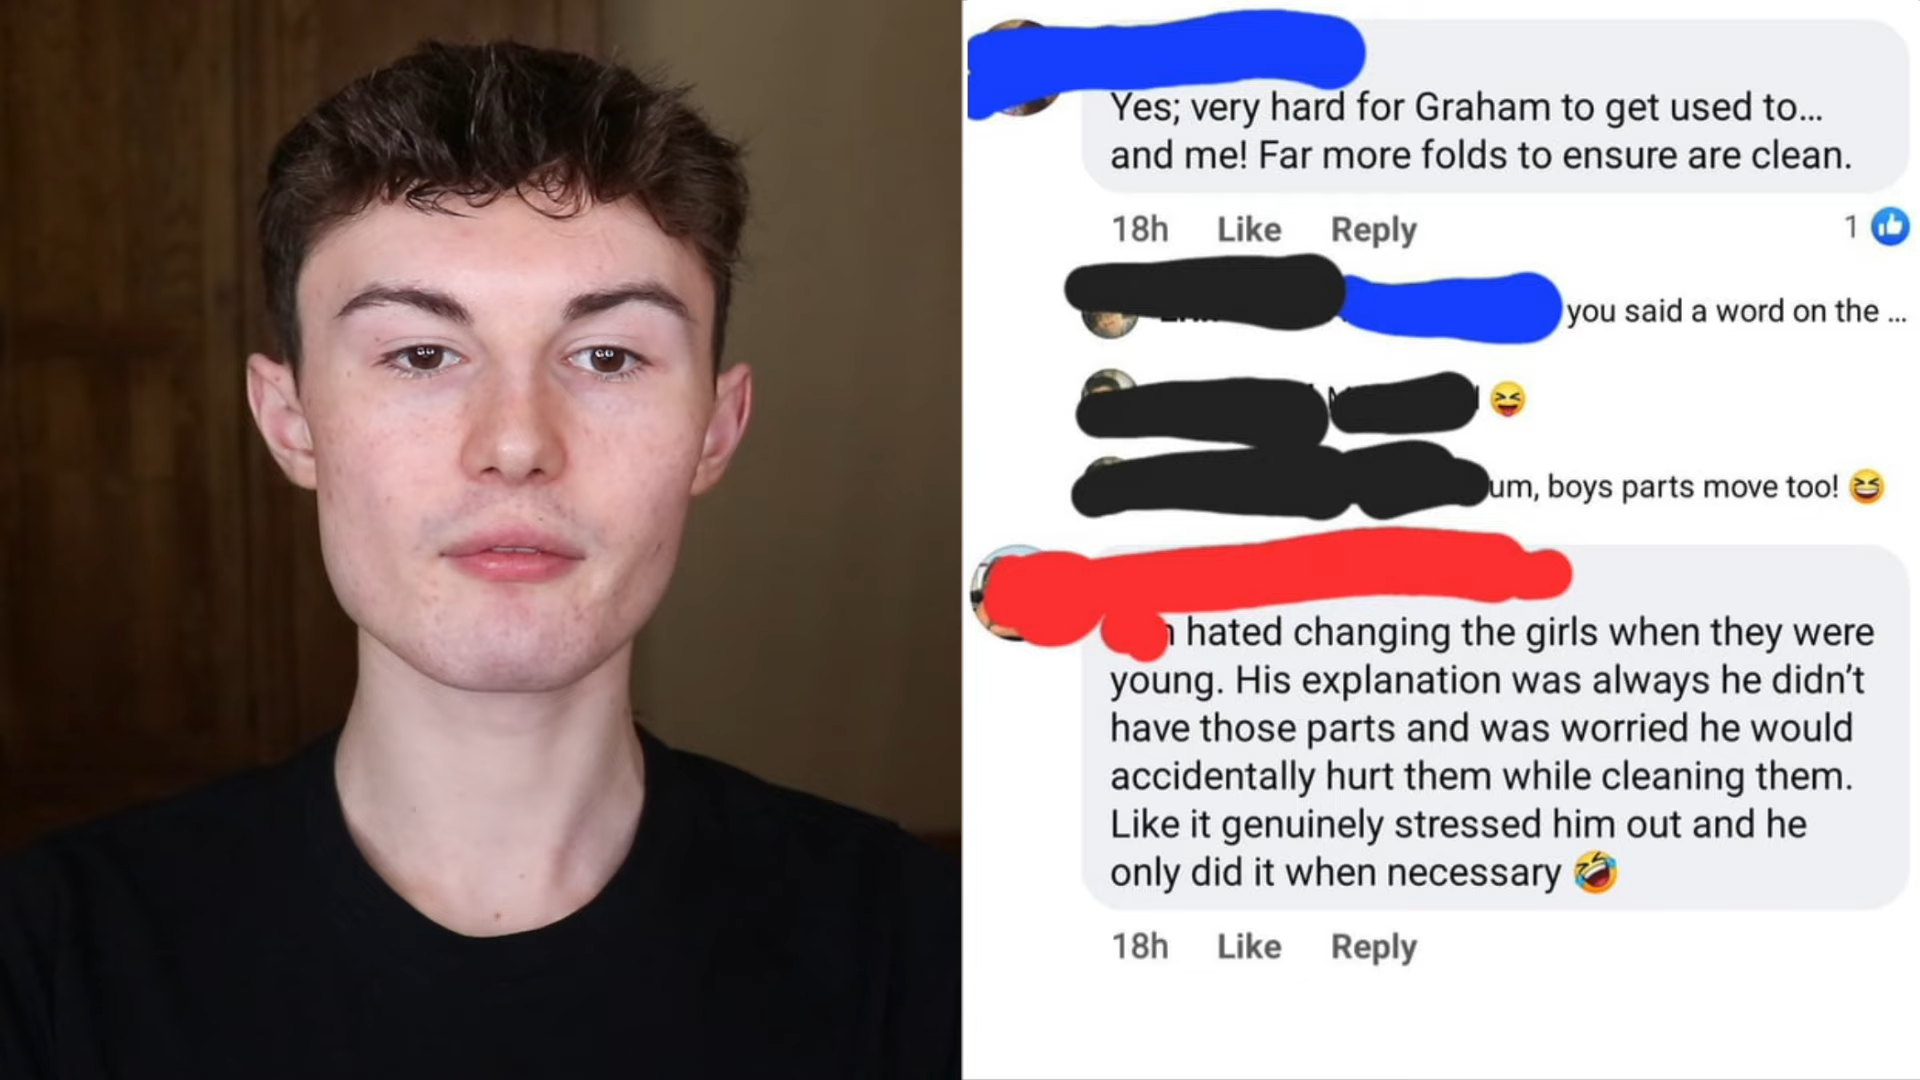 Yes; very hard for Graham to get used to...
and me! Far more folds to ensure are clean.
18h Like Reply 1
you said a word on the ...
um, boys parts move too!
hated changing the girls when they were
young. His explanation was always he didn't
have those parts and was worried he would
accidentally hurt them while cleaning them.
Like it genuinely stressed him out and he
only did it when necessary
18h Like Reply